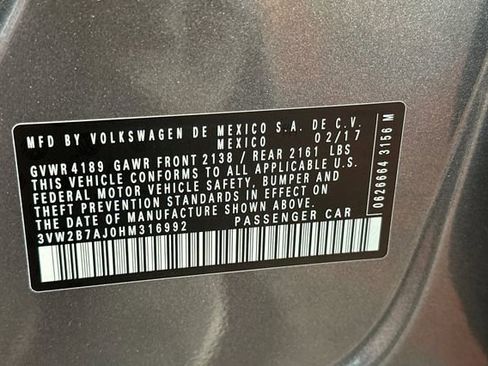 MFD BY VOLKSWAGEN DE MEXICO S.A. DE C.V.
MEXICO 02/17
GVWR 4189 GAWR FRONT 2138 / REAR 2161 LBS
THIS VEHICLE CONFORMS TO ALL APPLICABLE U.S.
FEDERAL MOTOR VEHICLE SAFETY, BUMPER AND
THEFT PREVENTION STANDARDS IN EFFECT ON
THE DATE OF MANUFACTURE SHOWN ABOVE.
3VW2B7AJ0HM316992 PASSENGER CAR
0626664 3156 M